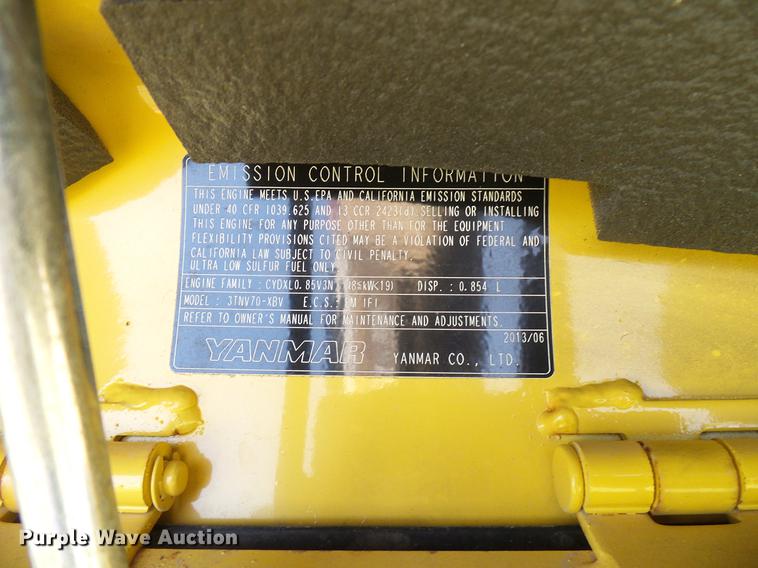 EMISSION CONTROL INFORMATION
THIS ENGINE MEETS U.S.EPA AND CALIFORNIA EMISSION STANDARDS
UNDER 40 CFR 1039.625 AND 13 CCR 2423(d).SELLING OR INSTALLING
THIS ENGINE FOR ANY PURPOSE OTHER THAN FOR THE EQUIPMENT
FLEXIBILITY PROVISIONS CITED MAY BE A VIOLATION OF FEDERAL AND
CALIFORNIA LAW SUBJECT TO CIVIL PENALTY.
ULTRA LOW SULFUR FUEL ONLY
ENGINE FAMILY : CYDXL0.85V3N (8≤kW<19) DISP. : 0.854 L
MODEL : 3TNV70-XBV E.C.S. : M IFI
REFER TO OWNER'S MANUAL FOR MAINTENANCE AND ADJUSTMENTS.
2013/06
YANMAR YANMAR CO., LTD.
Purple Wave Auction